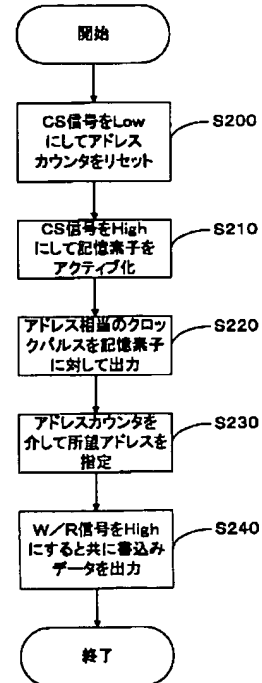 開始
CS信号をLow
にしてアドレス
カウンタをリセット
S200
CS信号をHigh
にして記憶素子を
アクティブ化
S210
アドレス相当のクロッ
クパルスを記憶素子
に対して出力
S220
アドレスカウンタを
介して所望アドレスを
指定
S230
W/R信号をHigh
にすると共に書込み
データを出力
S240
終了